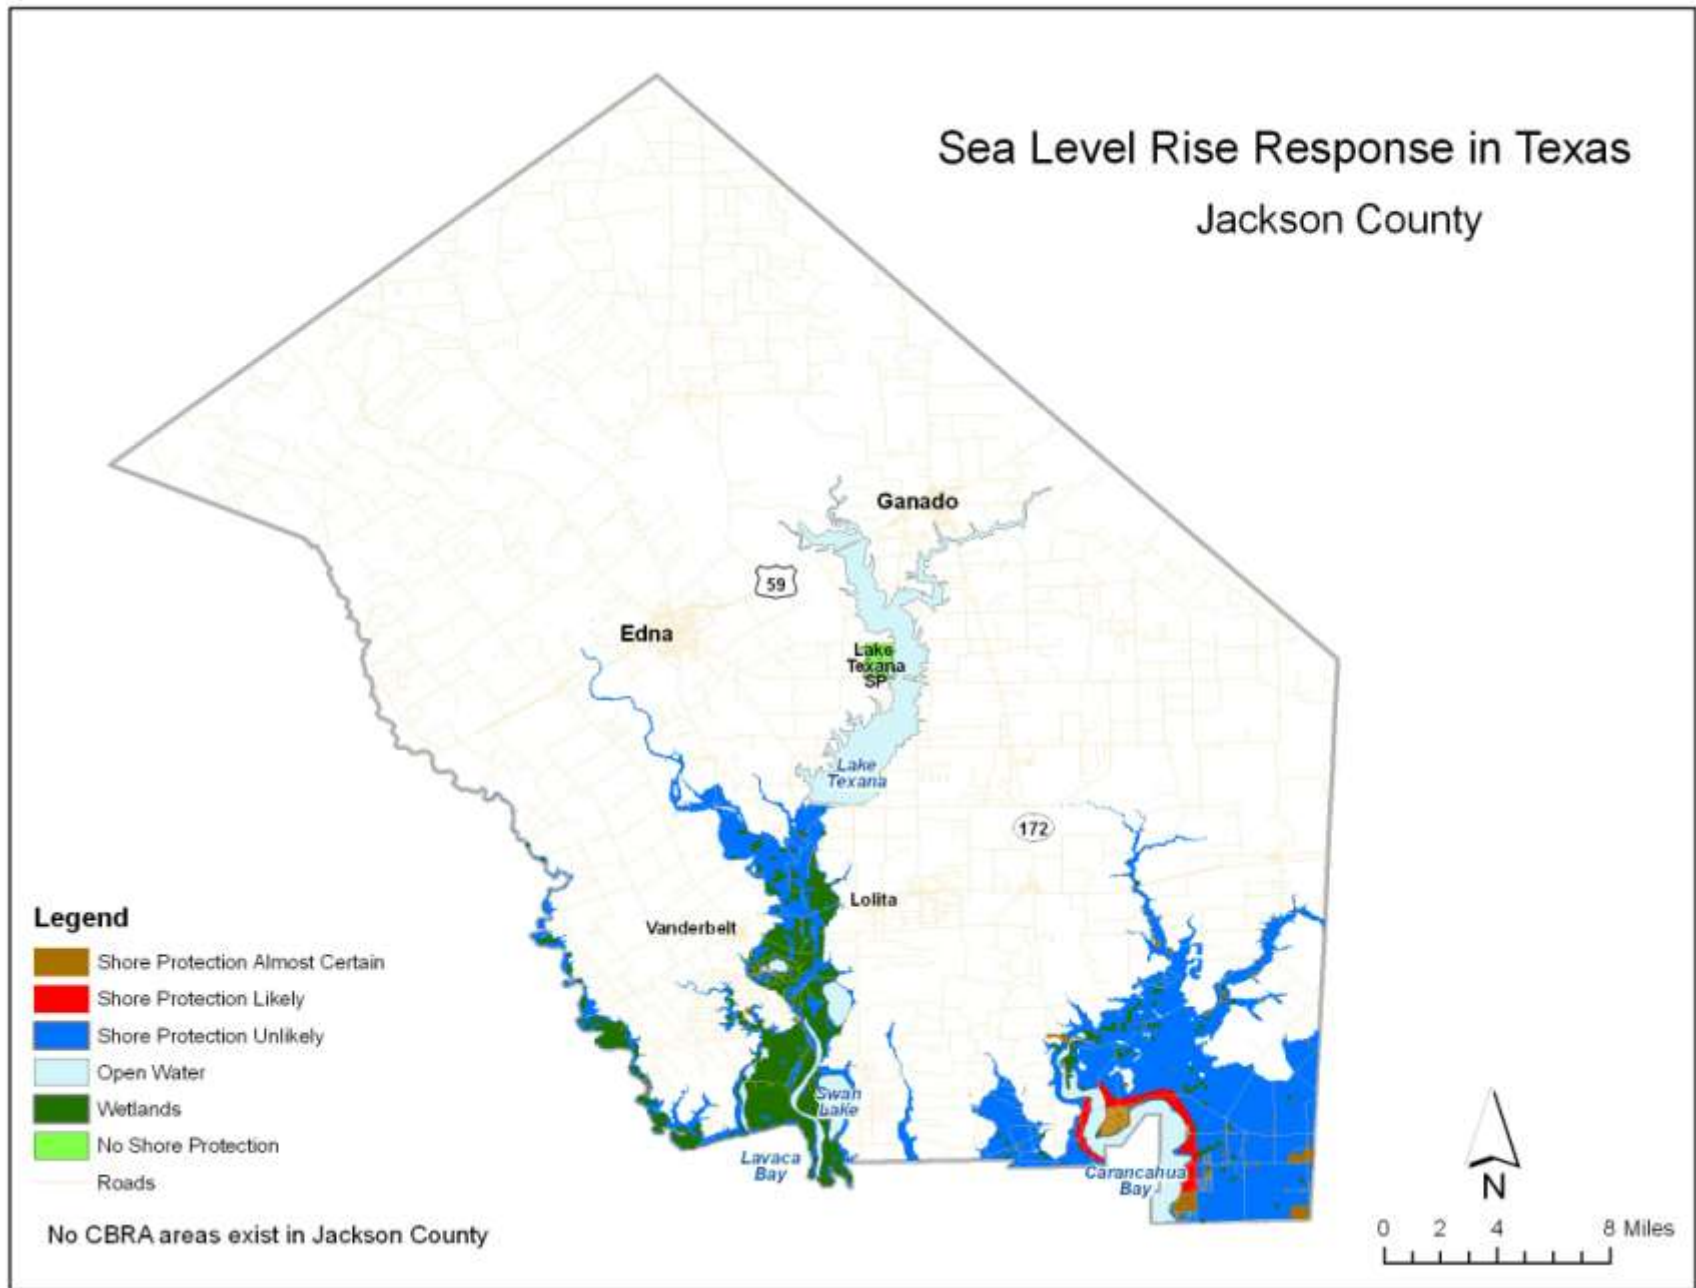 Sea Level Rise Response in Texas
Jackson County
Ganado
59
Edna
Lake
Texana
SP
Lake
Texana
172
Lolita
Vanderbelt
Swan
Lake
Lavaca
Bay
Carancahua
Bay
Legend
Shore Protection Almost Certain
Shore Protection Likely
Shore Protection Unlikely
Open Water
Wetlands
No Shore Protection
Roads
No CBRA areas exist in Jackson County
N
0 2 4 8 Miles